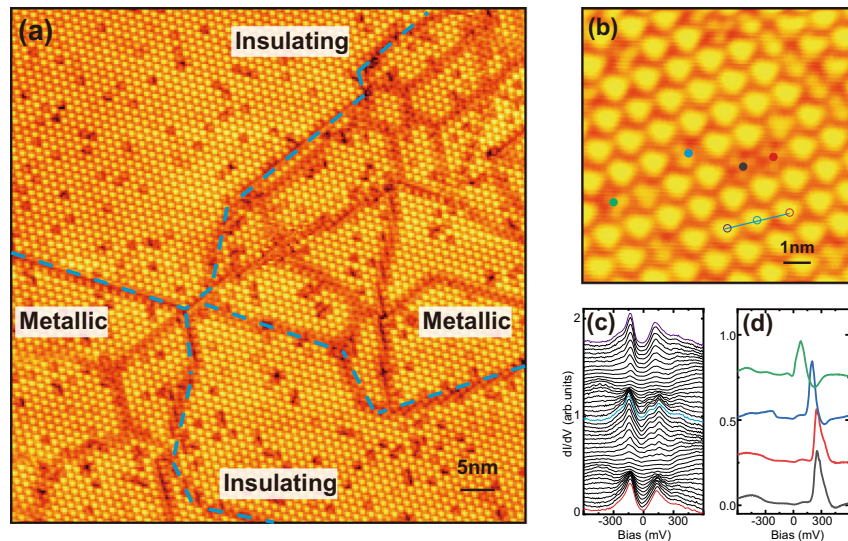 (a)
Insulating
Metallic
Metallic
Insulating
5nm
(b)
1nm
(c)
2
1
0
dI/dV (arb.units)
-300 0 300
Bias (mV)
(d)
1.0
0.5
0.0
-300 0 300
Bias (mV)